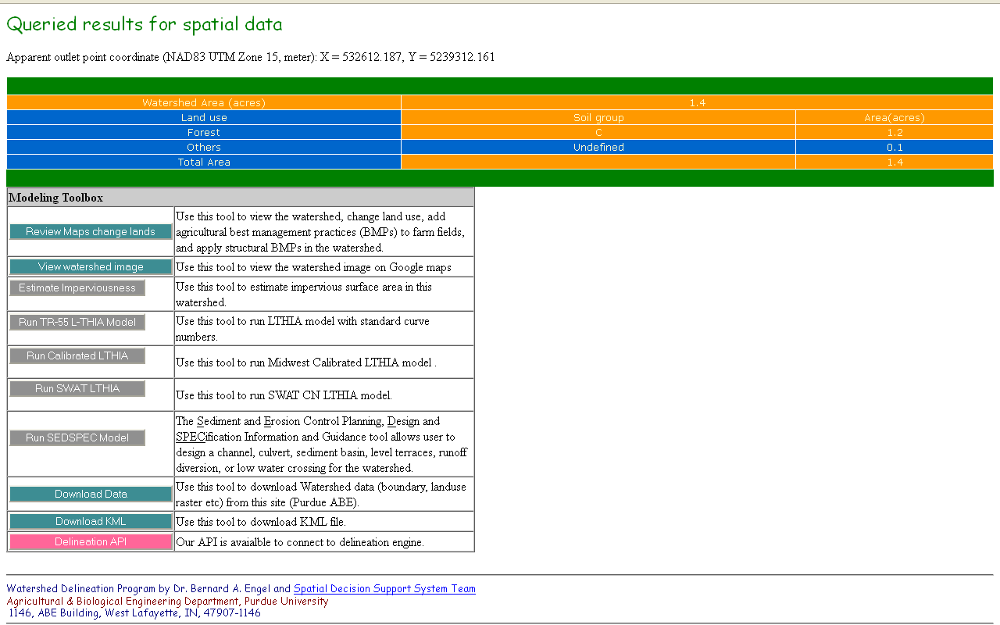 Queried results for spatial data
Apparent outlet point coordinate (NAD83 UTM Zone 15, meter): X = 532612.187, Y = 5239312.161
Watershed Area (acres) 1.4
Land use Soil group Area(acres)
Forest C 1.2
Others Undefined 0.1
Total Area 1.4
Modeling Toolbox
Review Maps change lands
Use this tool to view the watershed, change land use, add
agricultural best management practices (BMPs) to farm fields,
and apply structural BMPs in the watershed.
View watershed image
Use this tool to view the watershed image on Google maps
Estimate Imperviousness
Use this tool to estimate impervious surface area in this
watershed.
Run TR-55 L-THIA Model
Use this tool to run LTHIA model with standard curve
numbers.
Run Calibrated LTHIA
Use this tool to run Midwest Calibrated LTHIA model .
Run SWAT LTHIA
Use this tool to run SWAT CN LTHIA model.
Run SEDSPEC Model
The Sediment and Erosion Control Planning, Design and
SPECification Information and Guidance tool allows user to
design a channel, culvert, sediment basin, level terraces, runoff
diversion, or low water crossing for the watershed.
Download Data
Use this tool to download Watershed data (boundary, landuse
raster etc) from this site (Purdue ABE).
Download KML
Use this tool to download KML file.
Delineation API
Our API is avaialble to connect to delineation engine.
Watershed Delineation Program by Dr. Bernard A. Engel and Spatial Decision Support System Team
Agricultural & Biological Engineering Department, Purdue University
1146, ABE Building, West Lafayette, IN, 47907-1146